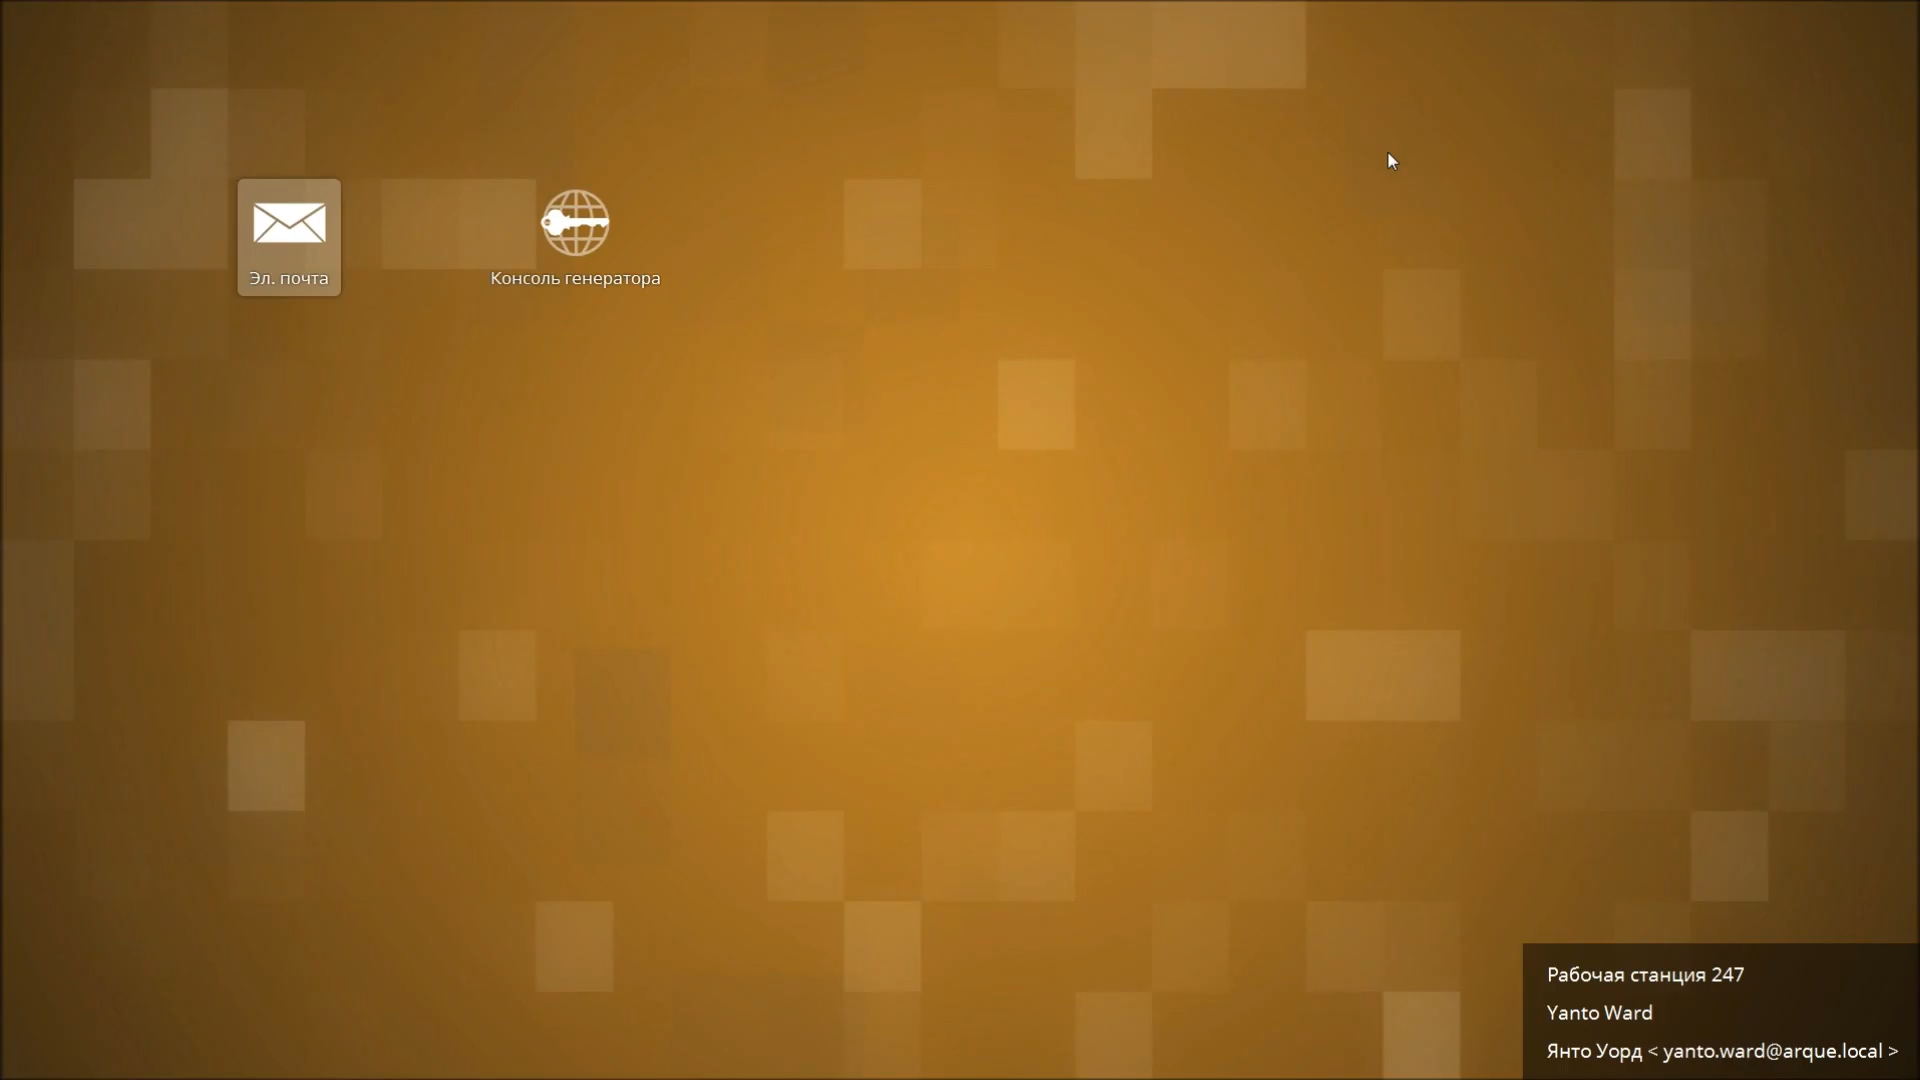 Эл. почта
Консоль генератора
Рабочая станция 247
Yanto Ward
Янто Уорд < yanto.ward@arque.local >